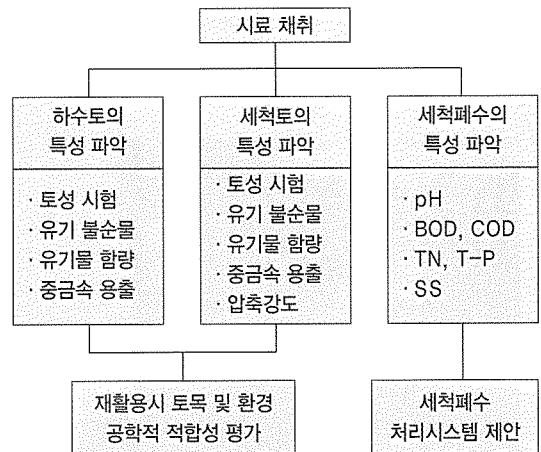 시료 채취
하수토의
특성 파악
· 토성 시험
· 유기 불순물
· 유기물 함량
· 중금속 용출
세척토의
특성 파악
· 토성 시험
· 유기 불순물
· 유기물 함량
· 중금속 용출
· 압축강도
세척폐수의
특성 파악
· pH
· BOD, COD
· TN, T-P
· SS
재활용시 토목 및 환경
공학적 적합성 평가
세척폐수
처리시스템 제안